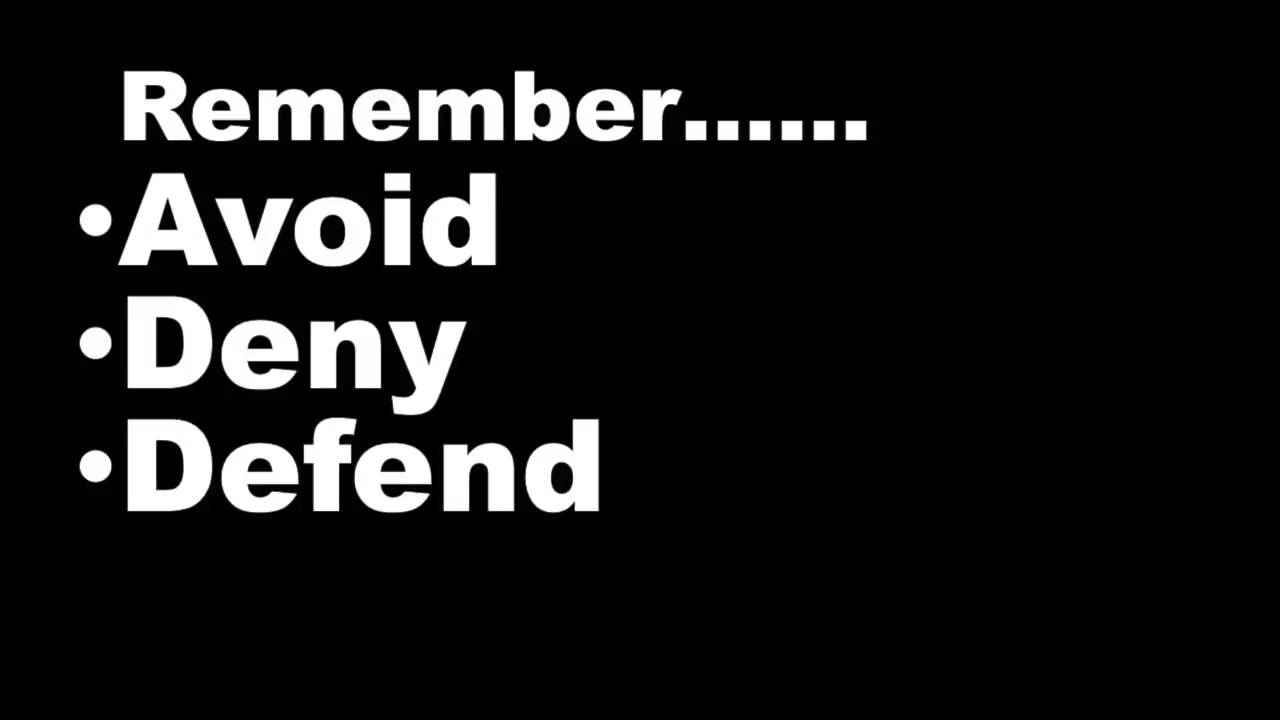 Remember......
•Avoid
•Deny
•Defend